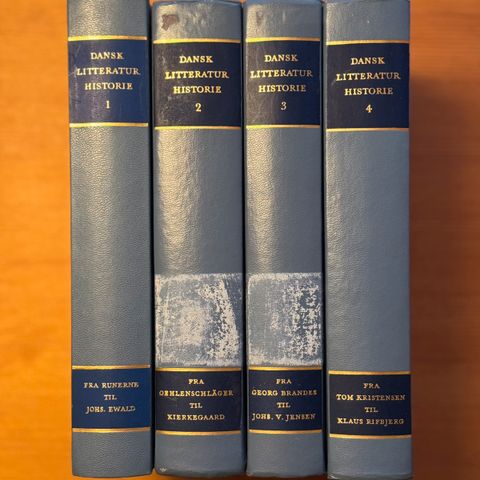 DANSK
LITTERATUR
HISTORIE
1
FRA RUNERNE
TIL
JOHS. EWALD
DANSK
LITTERATUR
HISTORIE
2
FRA
OEHLENSCHLÄGER
TIL
KIERKEGAARD
DANSK
LITTERATUR
HISTORIE
3
FRA
GEORG BRANDES
TIL
JOHS. V. JENSEN
DANSK
LITTERATUR
HISTORIE
4
FRA
TOM KRISTENSEN
TIL
KLAUS RIFBJERG